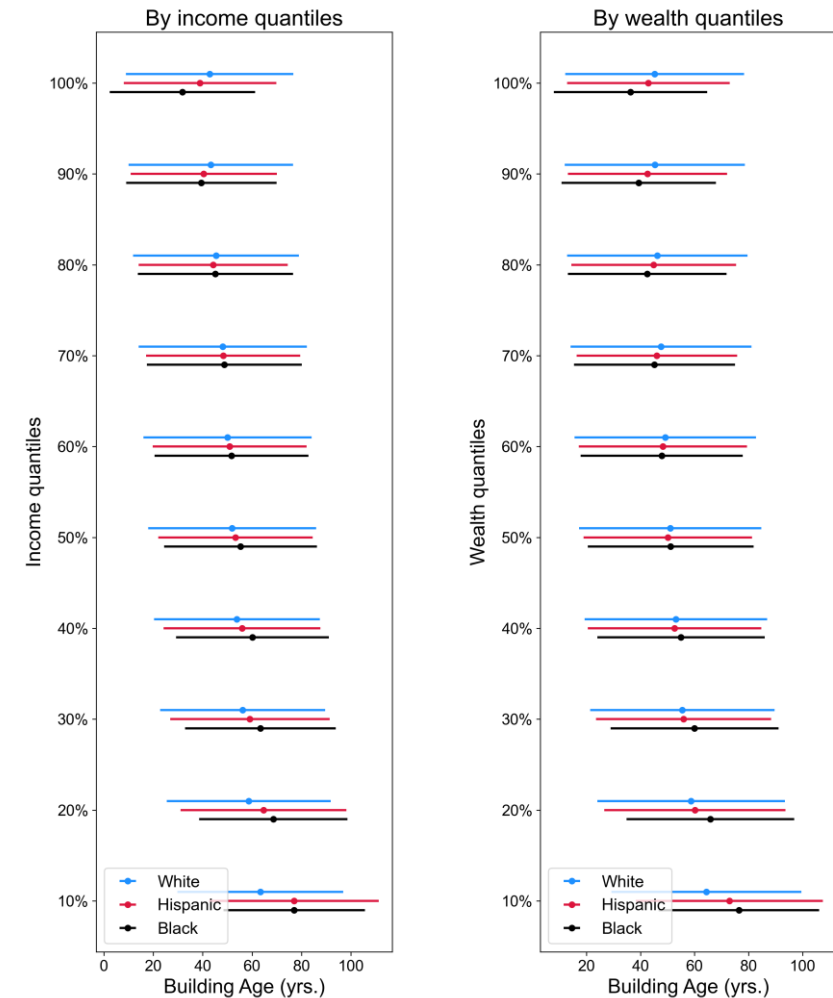 By income quantiles
100%
90%
80%
70%
60%
50%
40%
30%
20%
10%
Income quantiles
White
Hispanic
Black
0 20 40 60 80 100
Building Age (yrs.)
By wealth quantiles
100%
90%
80%
70%
60%
50%
40%
30%
20%
10%
Wealth quantiles
White
Hispanic
Black
20 40 60 80 100
Building Age (yrs.)